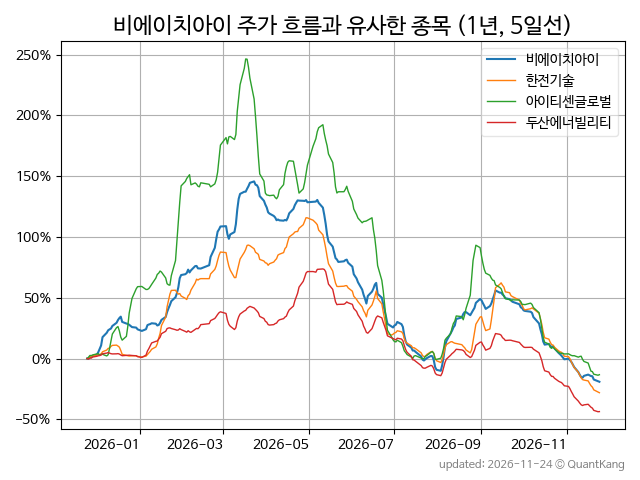 비에이치아이 주가 흐름과 유사한 종목 (1년, 5일선)
비에이치아이
한전기술
아이티센글로벌
두산에너빌리티
250%
200%
150%
100%
50%
0%
−50%
2026-01 2026-03 2026-05 2026-07 2026-09 2026-11
updated: 2026-11-24 © QuantKang